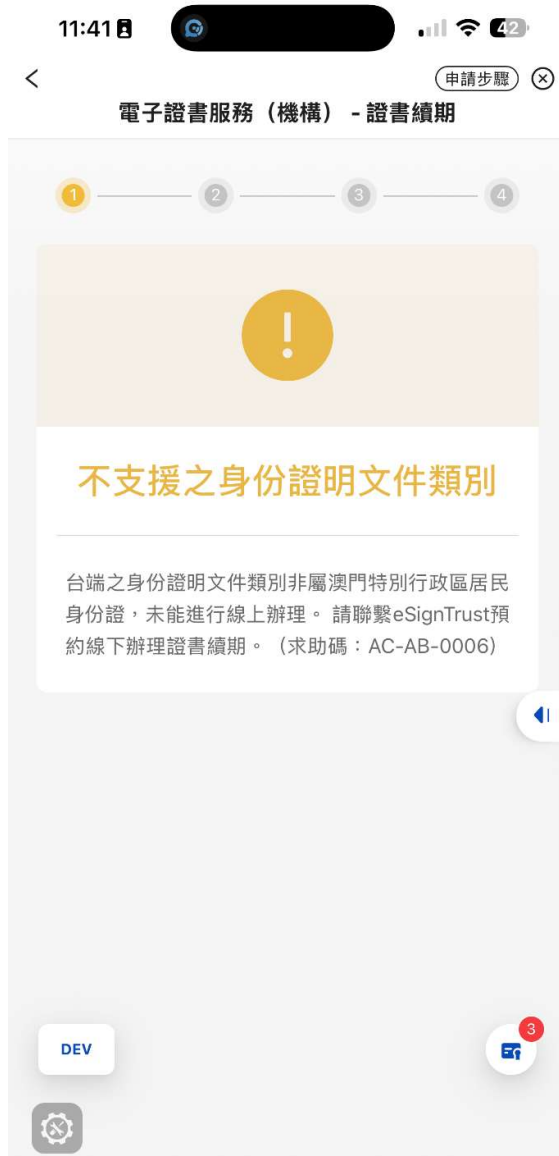 11:41
42
申請步驟
電子證書服務（機構） - 證書續期
1
2
3
4
!
不支援之身份證明文件類別
台端之身份證明文件類別非屬澳門特別行政區居民
身份證，未能進行線上辦理。 請聯繫eSignTrust預
約線下辦理證書續期。（求助碼：AC-AB-0006）
3
DEV